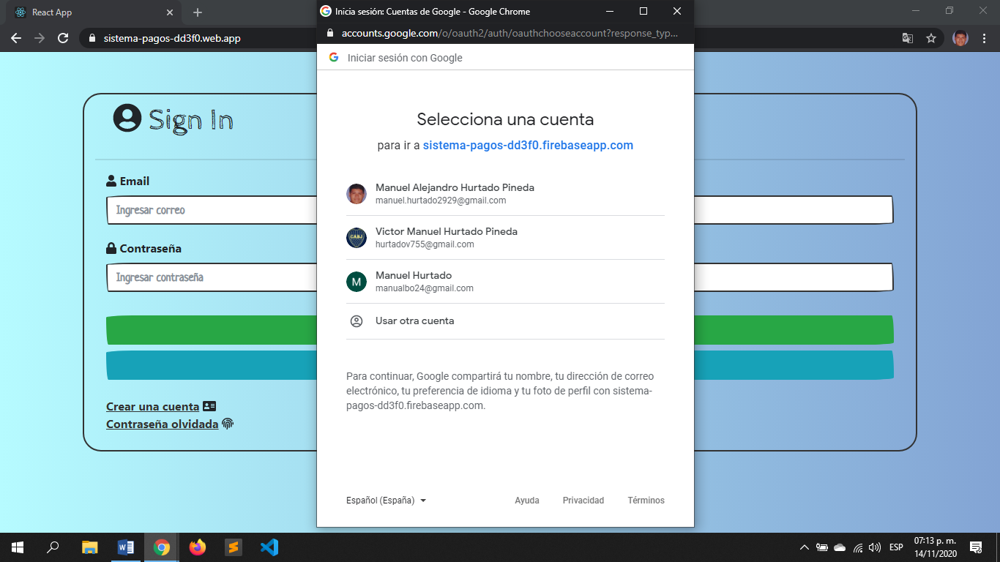 React App
Inicia sesión: Cuentas de Google - Google Chrome
sistema-pagos-dd3f0.web.app
accounts.google.com/o/oauth2/auth/oauthchooseaccount?response_typ...
Iniciar sesión con Google
Sign In
Selecciona una cuenta
para ir a sistema-pagos-dd3f0.firebaseapp.com
Email
Ingresar correo
Contraseña
Ingresar contraseña
Manuel Alejandro Hurtado Pineda
manuel.hurtado2929@gmail.com
CABJ
Victor Manuel Hurtado Pineda
hurtadov755@gmail.com
M
Manuel Hurtado
manualbo24@gmail.com
Usar otra cuenta
Para continuar, Google compartirá tu nombre, tu dirección de correo
electrónico, tu preferencia de idioma y tu foto de perfil con sistema-
pagos-dd3f0.firebaseapp.com.
Crear una cuenta
Contraseña olvidada
Español (España)
Ayuda
Privacidad
Términos
ESP
07:13 p. m.
14/11/2020